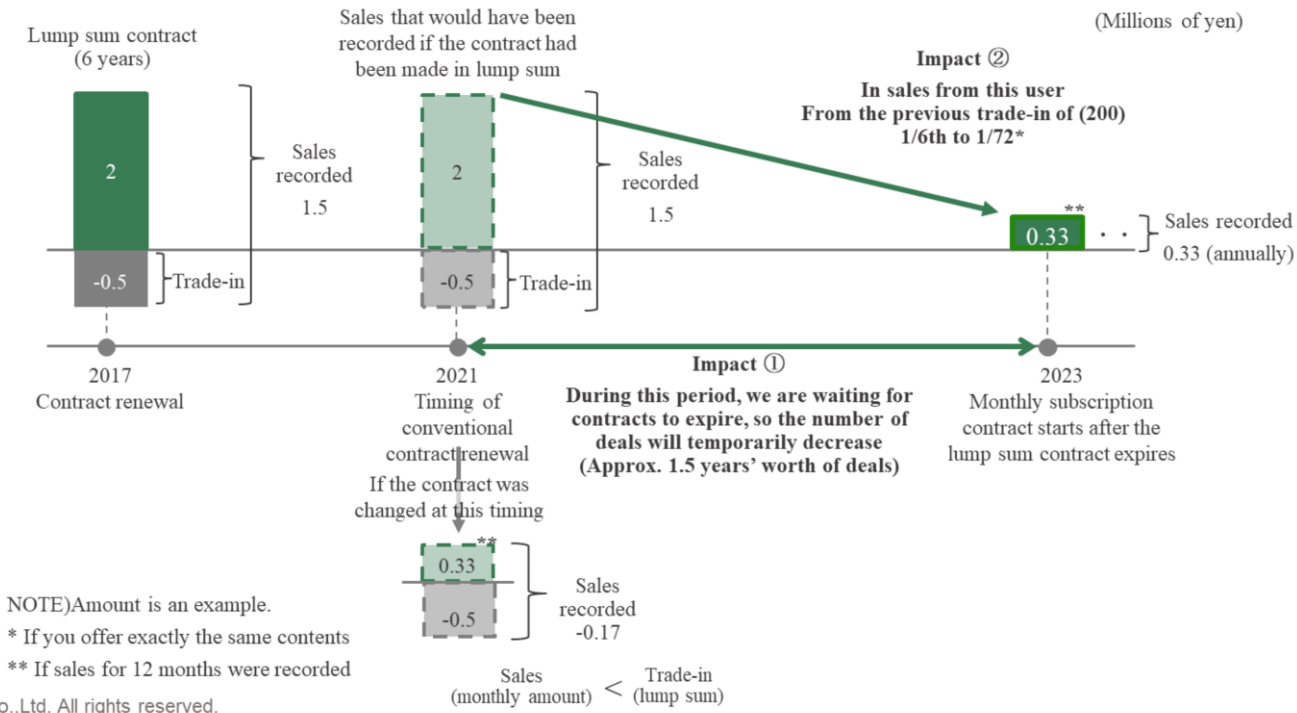 (Millions of yen)
Lump sum contract
(6 years)
2
-0.5
Trade-in
Sales
recorded
1.5
Sales that would have been
recorded if the contract had
been made in lump sum
2
-0.5
Trade-in
Sales
recorded
1.5
Impact ②
In sales from this user
From the previous trade-in of (200)
1/6th to 1/72*
**
0.33
· ·
Sales recorded
0.33 (annually)
2017
Contract renewal
2021
Timing of
conventional
contract renewal
Impact ①
During this period, we are waiting for
contracts to expire, so the number of
deals will temporarily decrease
(Approx. 1.5 years’ worth of deals)
2023
Monthly subscription
contract starts after the
lump sum contract expires
If the contract was
changed at this timing
**
0.33
-0.5
Sales
recorded
-0.17
Sales
(monthly amount)
<
Trade-in
(lump sum)
NOTE)Amount is an example.
* If you offer exactly the same contents
** If sales for 12 months were recorded
o.,Ltd. All rights reserved.